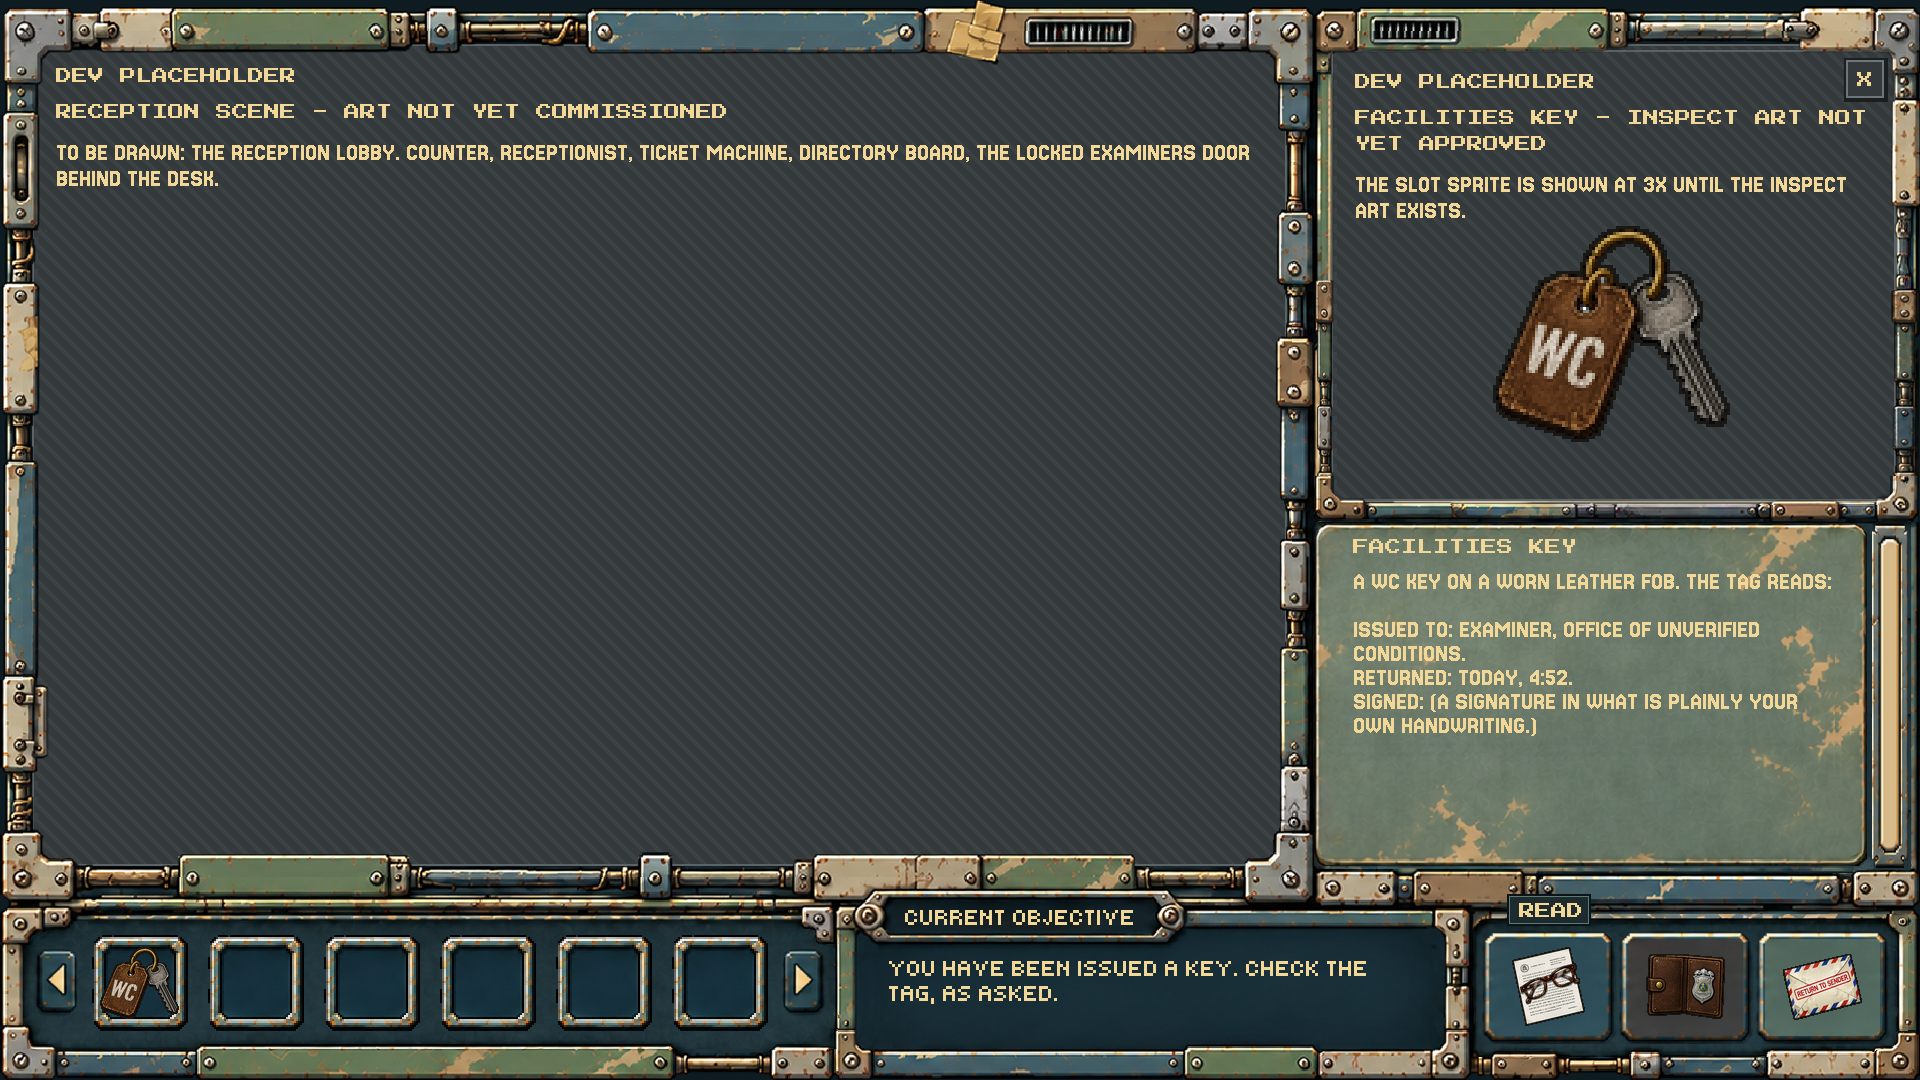 DEV PLACEHOLDER
RECEPTION SCENE - ART NOT YET COMMISSIONED
TO BE DRAWN: THE RECEPTION LOBBY. COUNTER, RECEPTIONIST, TICKET MACHINE, DIRECTORY BOARD, THE LOCKED EXAMINERS DOOR
BEHIND THE DESK.
DEV PLACEHOLDER
X
FACILITIES KEY - INSPECT ART NOT
YET APPROVED
THE SLOT SPRITE IS SHOWN AT 3X UNTIL THE INSPECT
ART EXISTS.
WC
FACILITIES KEY
A WC KEY ON A WORN LEATHER FOB. THE TAG READS:
ISSUED TO: EXAMINER, OFFICE OF UNVERIFIED
CONDITIONS.
RETURNED: TODAY, 4:52.
SIGNED: (A SIGNATURE IN WHAT IS PLAINLY YOUR
OWN HANDWRITING.)
WC
CURRENT OBJECTIVE
YOU HAVE BEEN ISSUED A KEY. CHECK THE
TAG, AS ASKED.
READ
RETURN TO SENDER